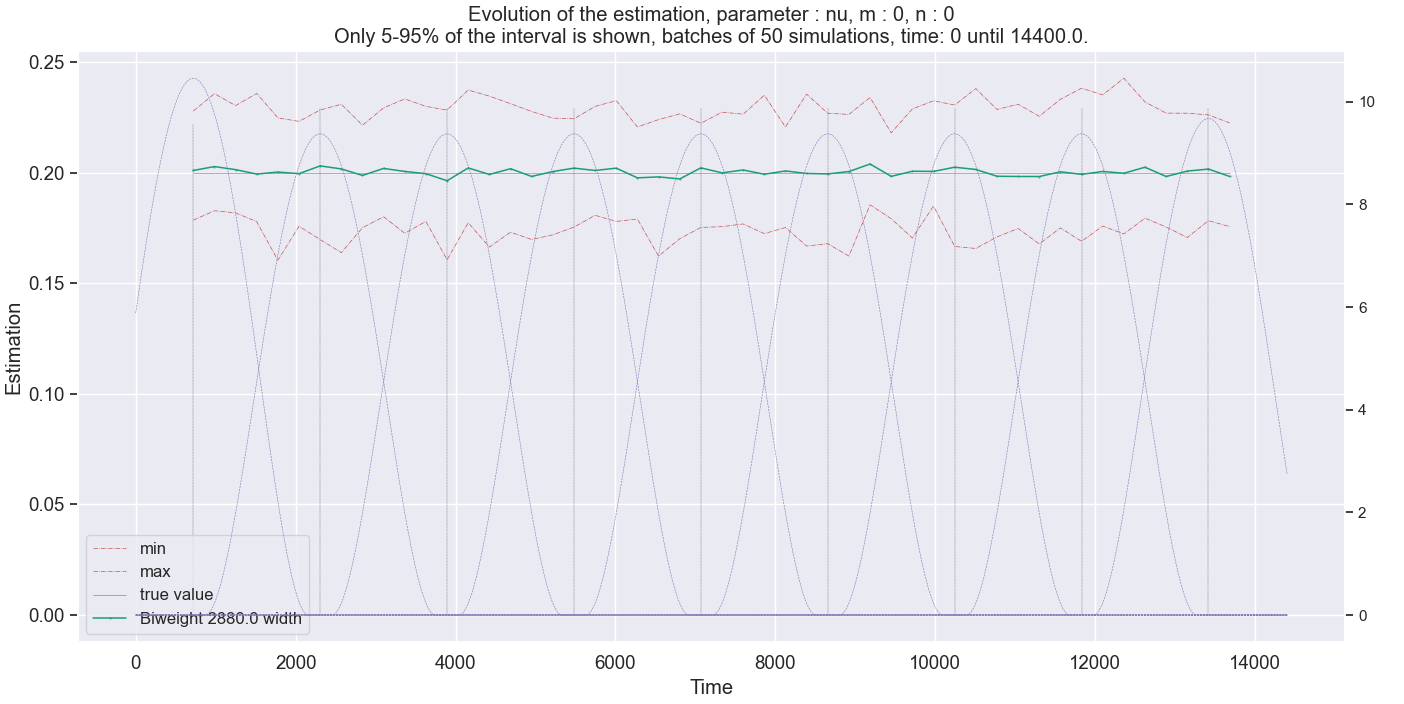 Evolution of the estimation, parameter : nu, m : 0, n : 0
Only 5-95% of the interval is shown, batches of 50 simulations, time: 0 until 14400.0.
0.25
0.20
0.15
0.10
0.05
0.00
Estimation
10
8
6
4
2
0
min
max
true value
Biweight 2880.0 width
0 2000 4000 6000 8000 10000 12000 14000
Time